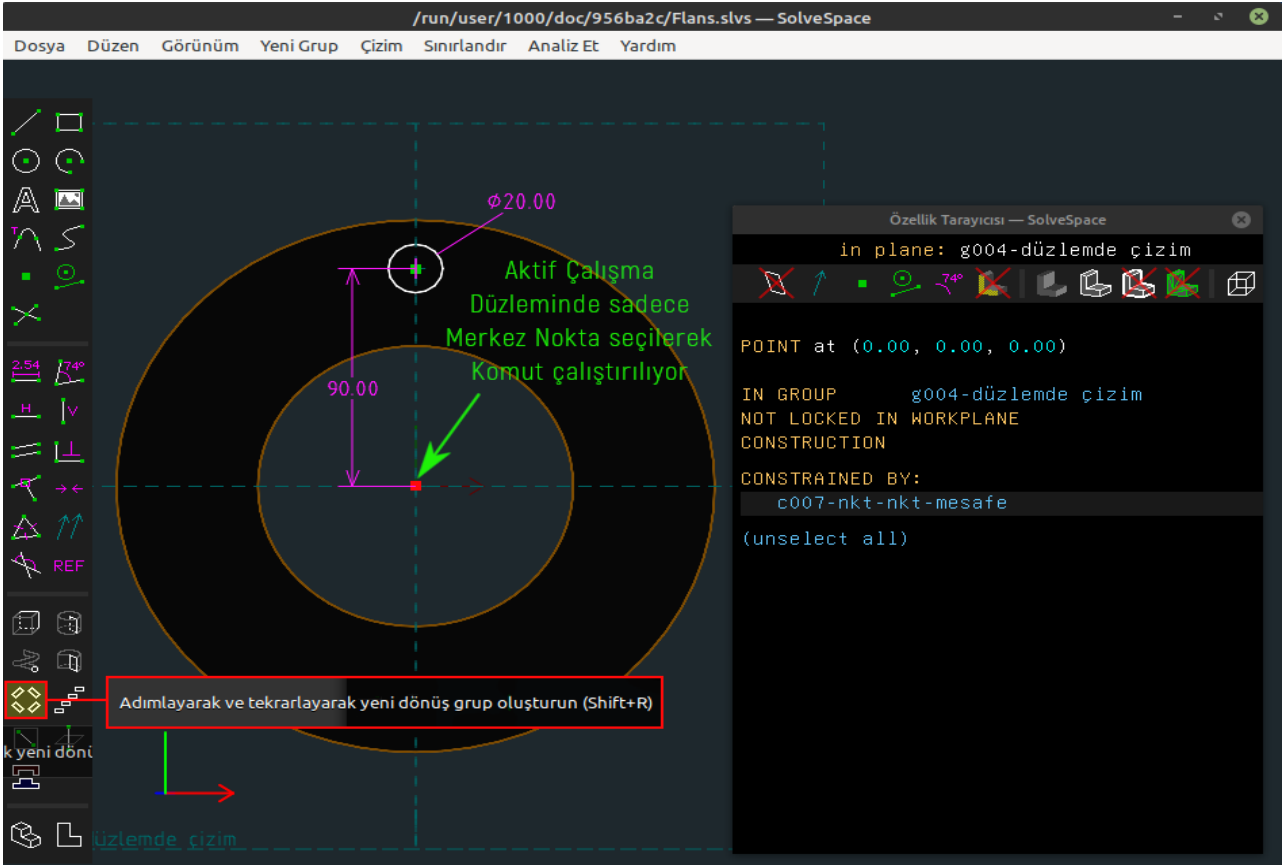 /run/user/1000/doc/956ba2c/Flans.slvs — SolveSpace
Dosya Düzen Görünüm Yeni Grup Çizim Sınırlandır Analiz Et Yardım
⌀20.00
Aktif Çalışma
Düzleminde sadece
Merkez Nokta seçilerek
Komut çalıştırılıyor
90.00
Özellik Tarayıcısı — SolveSpace
in plane: g004-düzlemde çizim
74°
POINT at (0.00, 0.00, 0.00)
IN GROUP g004-düzlemde çizim
NOT LOCKED IN WORKPLANE
CONSTRUCTION
CONSTRAINED BY:
c007-nkt-nkt-mesafe
(unselect all)
T
2.54 74°
H V
REF
Adımlayarak ve tekrarlayarak yeni dönüş grup oluşturun (Shift+R)
k yeni dönü
düzlemde çizim